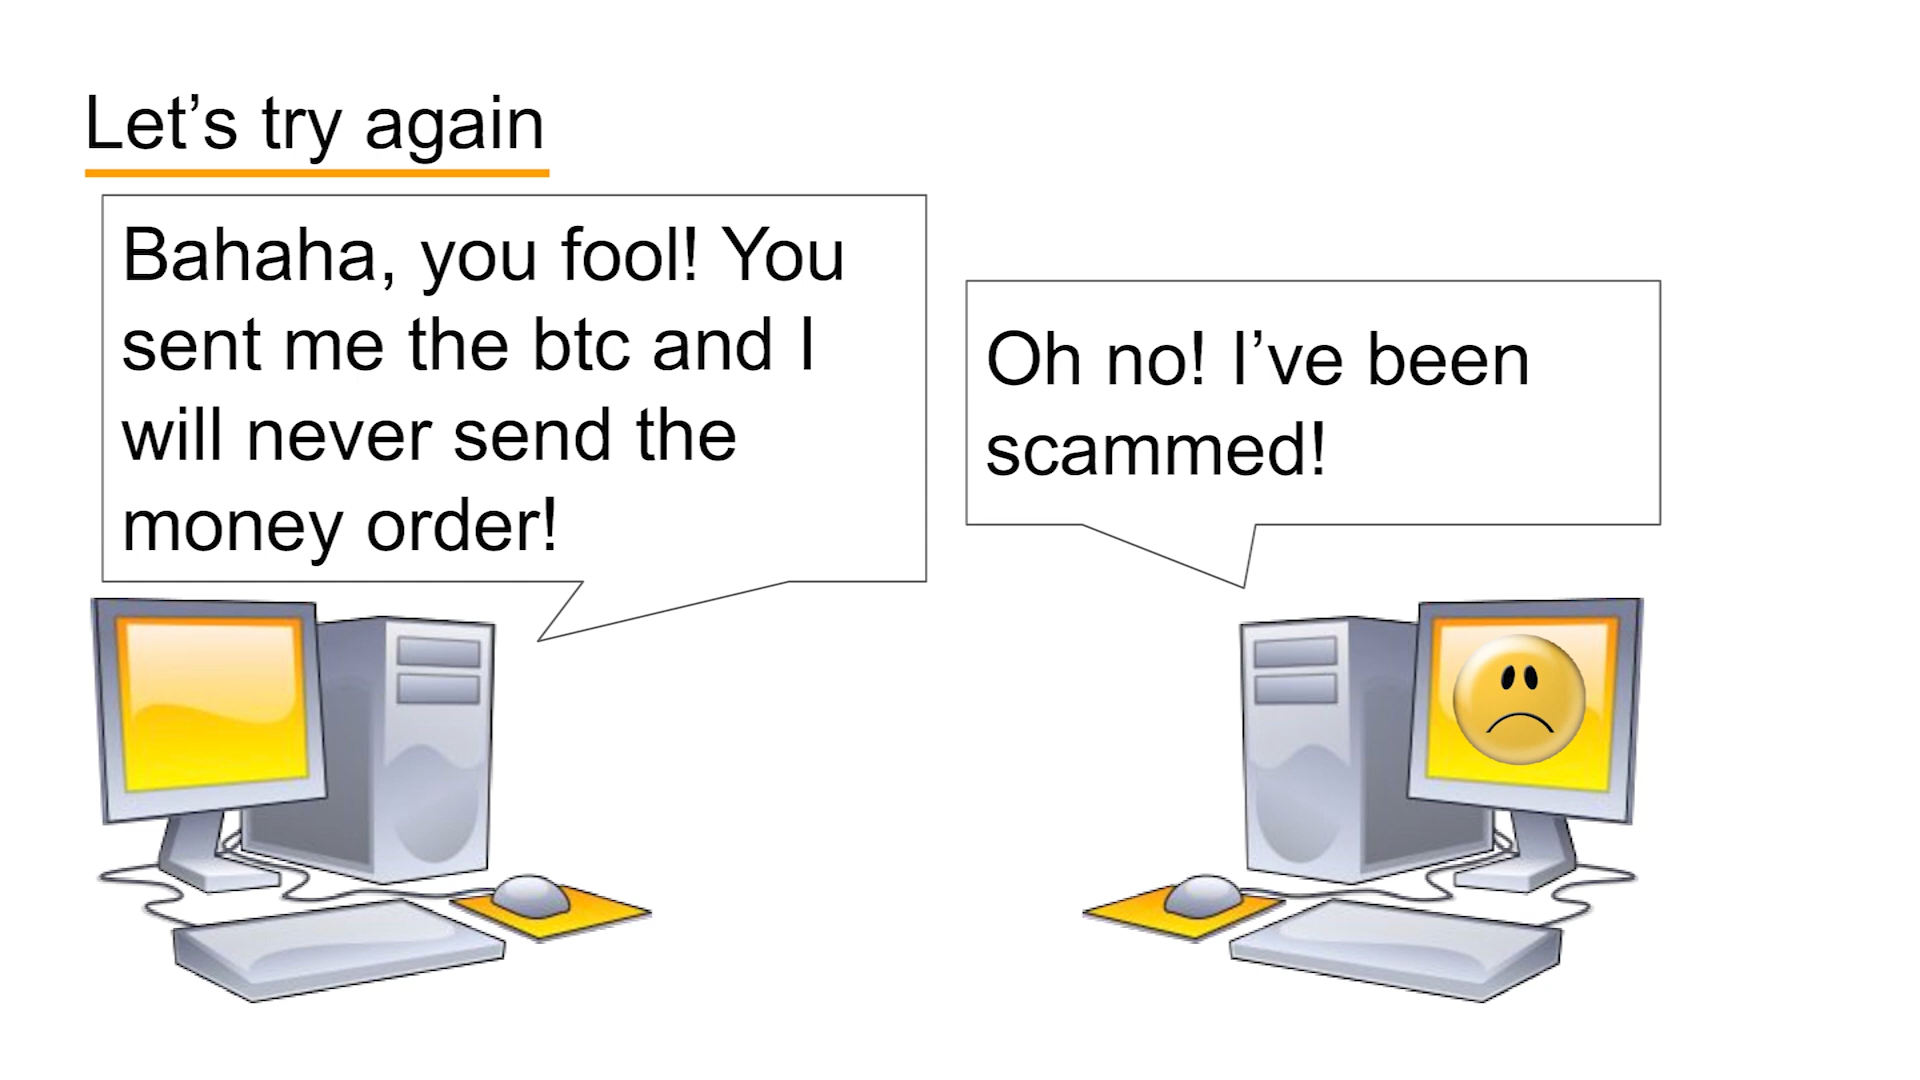 Let’s try again
Bahaha, you fool! You
sent me the btc and I
will never send the
money order!
Oh no! I’ve been
scammed!